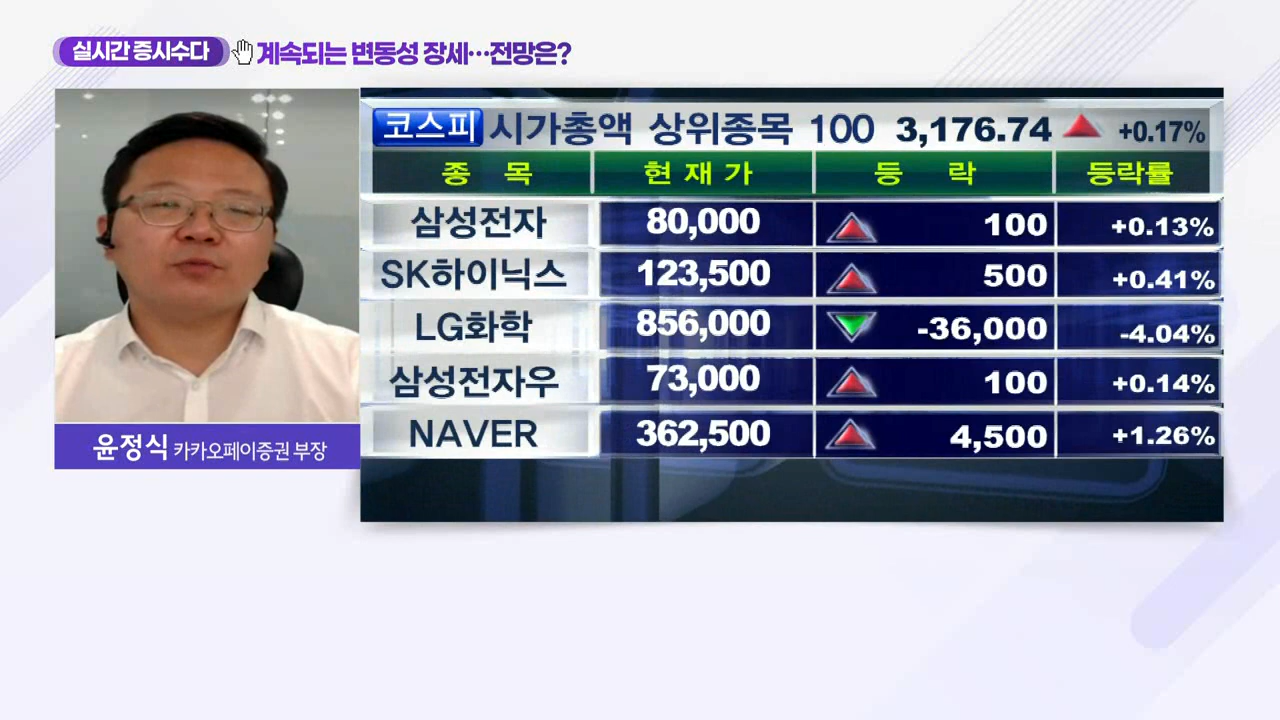 실시간 증시수다 계속되는 변동성 장세…전망은?
코스피 시가총액 상위종목 100 3,176.74 +0.17%
종 목 현 재 가 등 락 등락률
삼성전자 80,000 100 +0.13%
SK하이닉스 123,500 500 +0.41%
LG화학 856,000 -36,000 -4.04%
삼성전자우 73,000 100 +0.14%
NAVER 362,500 4,500 +1.26%
윤정식 카카오페이증권 부장